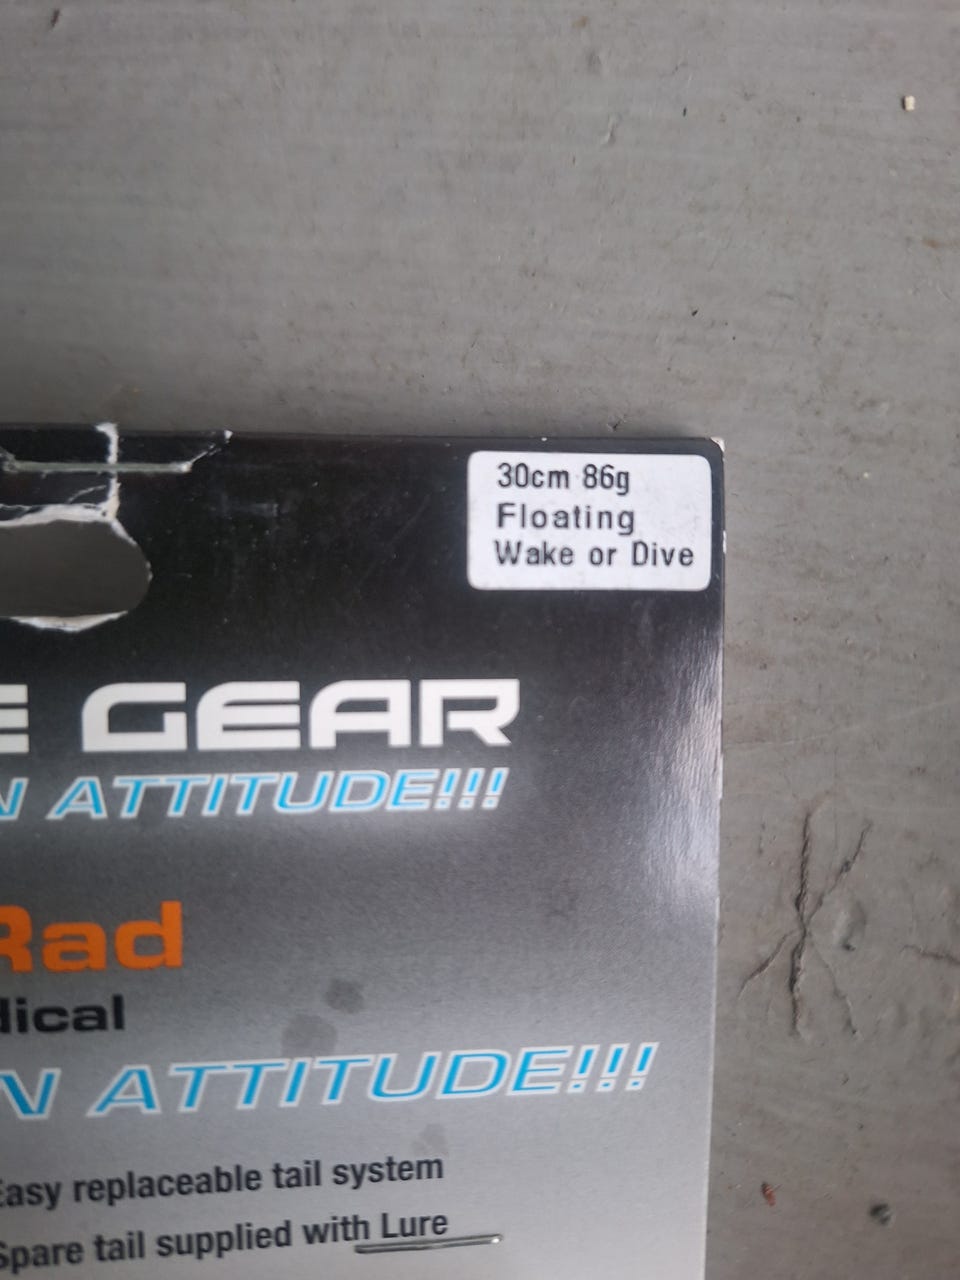 30cm 86g
Floating
Wake or Dive
E GEAR
N ATTITUDE!!!
Rad
dical
N ATTITUDE!!!
Easy replaceable tail system
Spare tail supplied with Lure